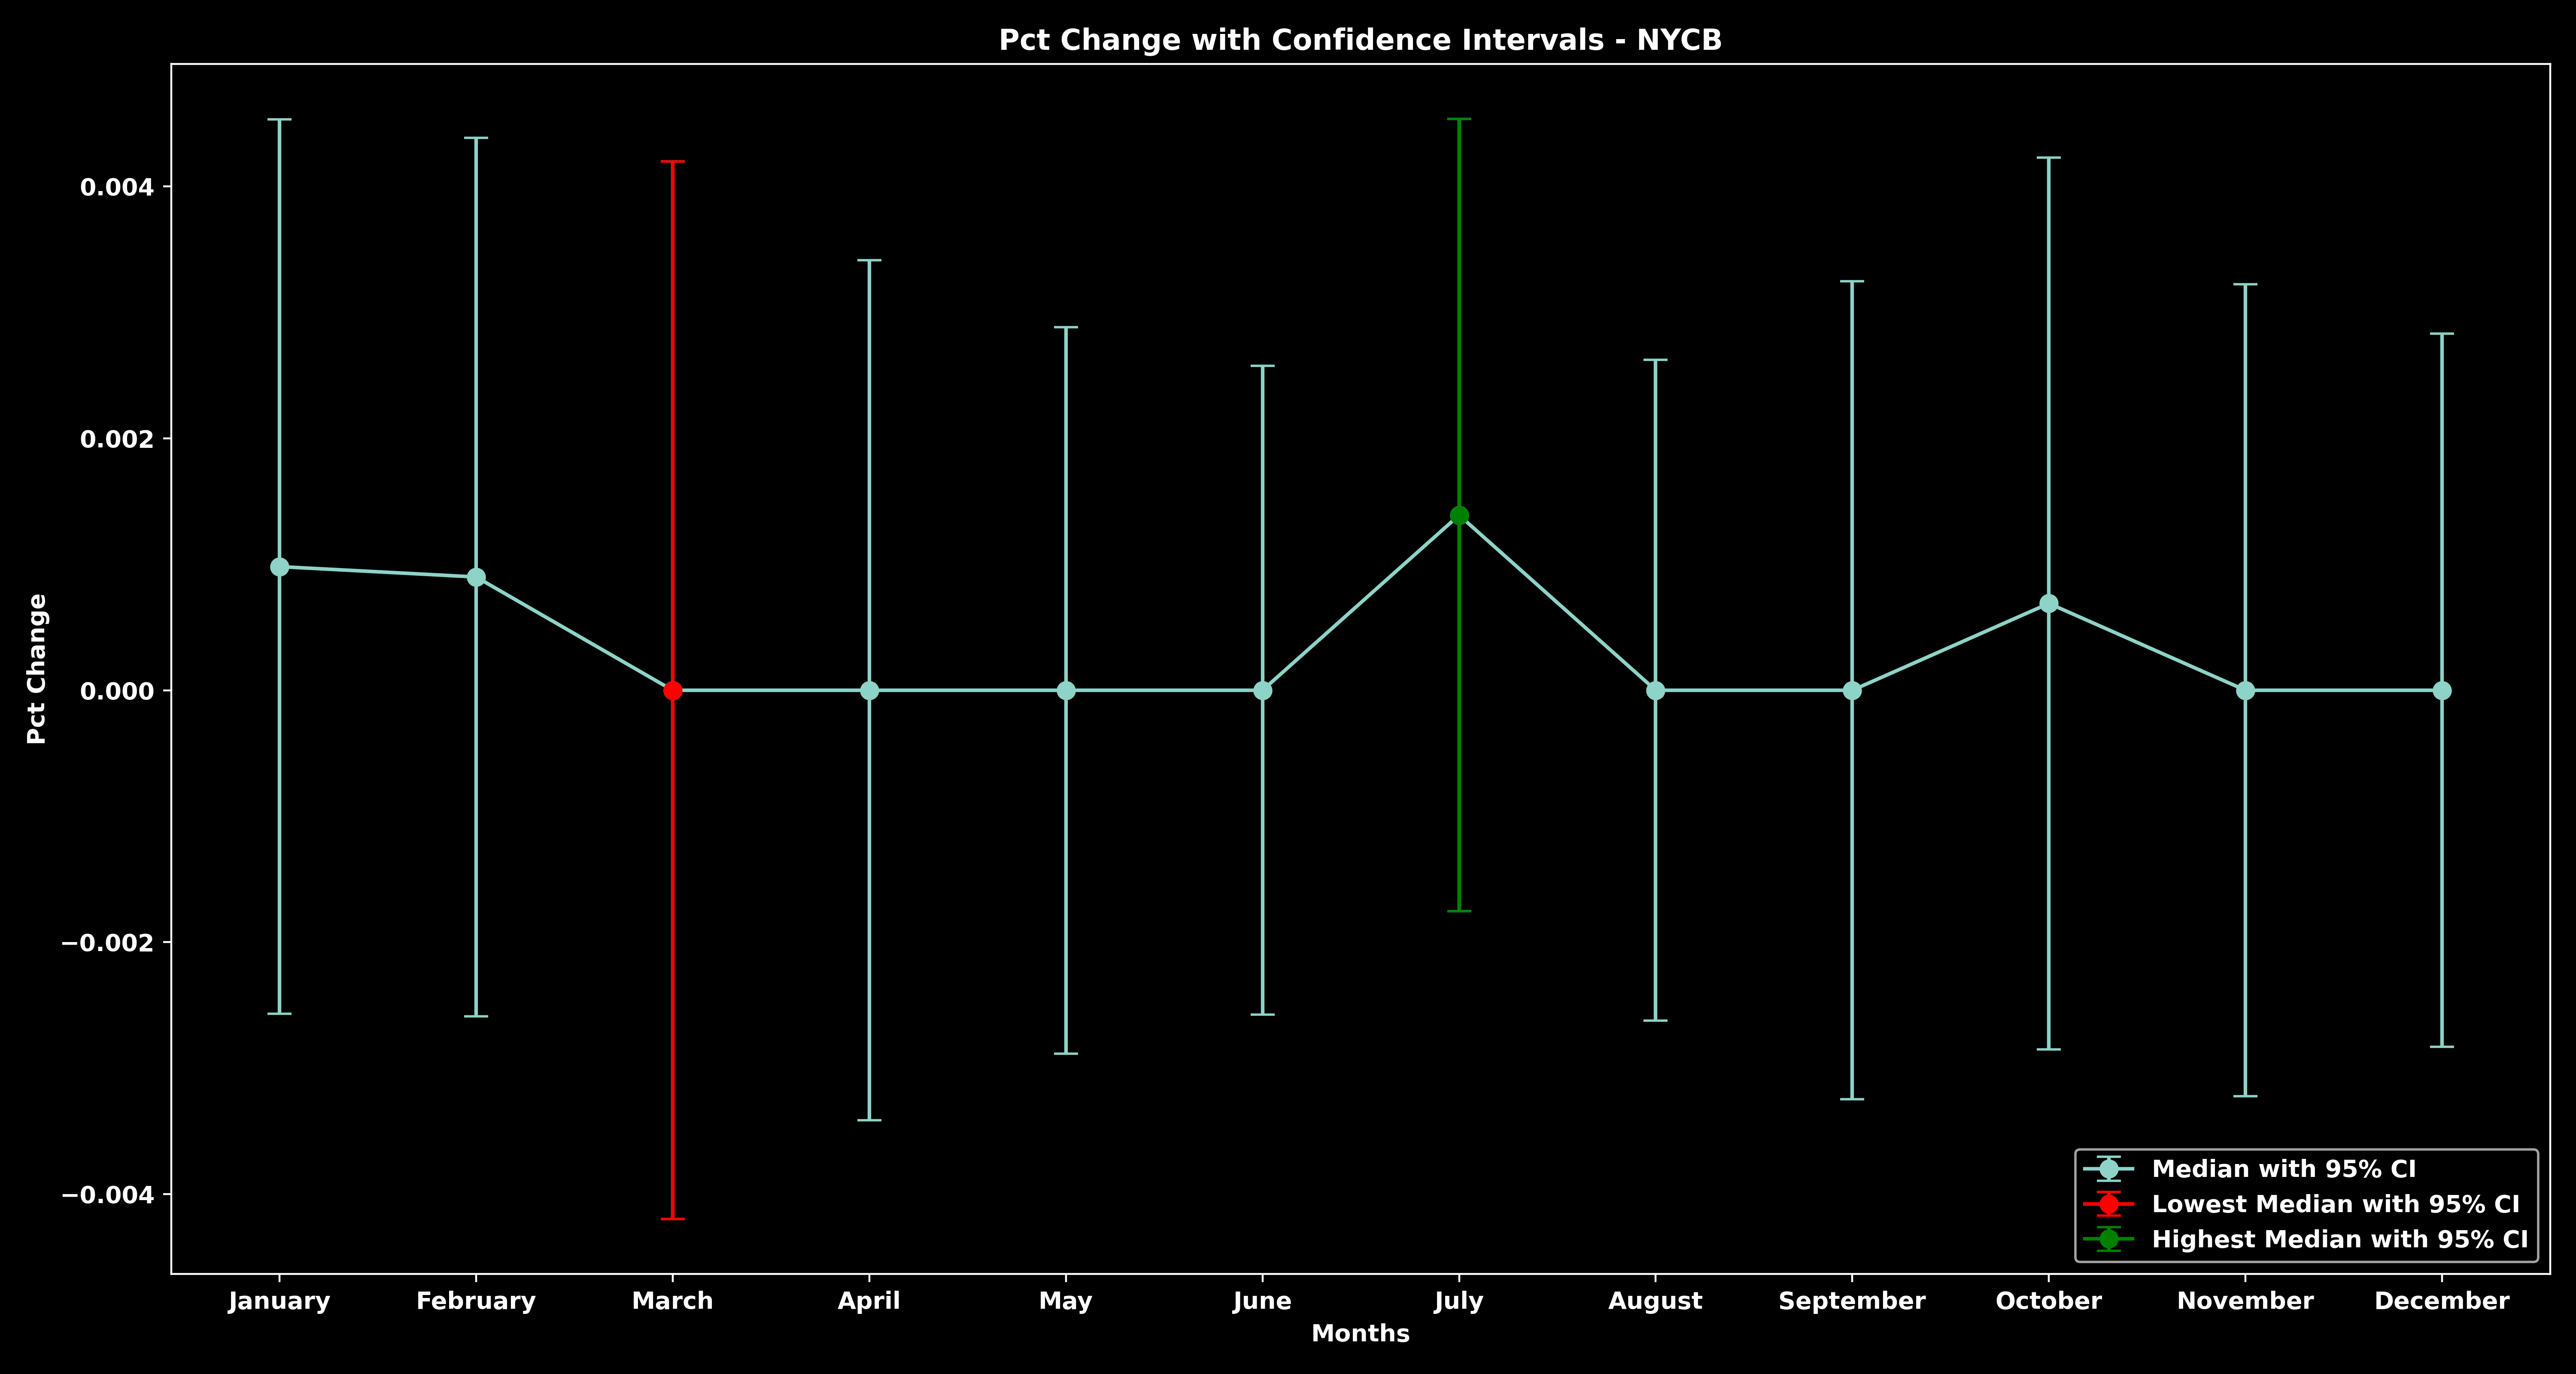 Pct Change with Confidence Intervals - NYCB
Pct Change
0.004
0.002
0.000
−0.002
−0.004
January February March April May June July August September October November December
Months
Median with 95% CI
Lowest Median with 95% CI
Highest Median with 95% CI